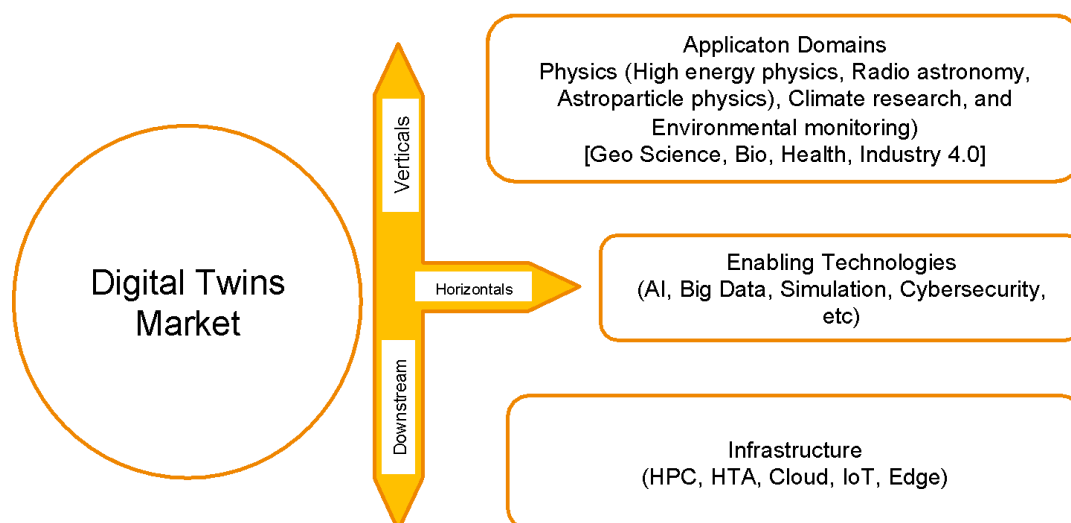 Digital Twins
Market
Verticals
Horizontals
Downstream
Applicaton Domains
Physics (High energy physics, Radio astronomy,
Astroparticle physics), Climate research, and
Environmental monitoring)
[Geo Science, Bio, Health, Industry 4.0]
Enabling Technologies
(AI, Big Data, Simulation, Cybersecurity,
etc)
Infrastructure
(HPC, HTA, Cloud, IoT, Edge)